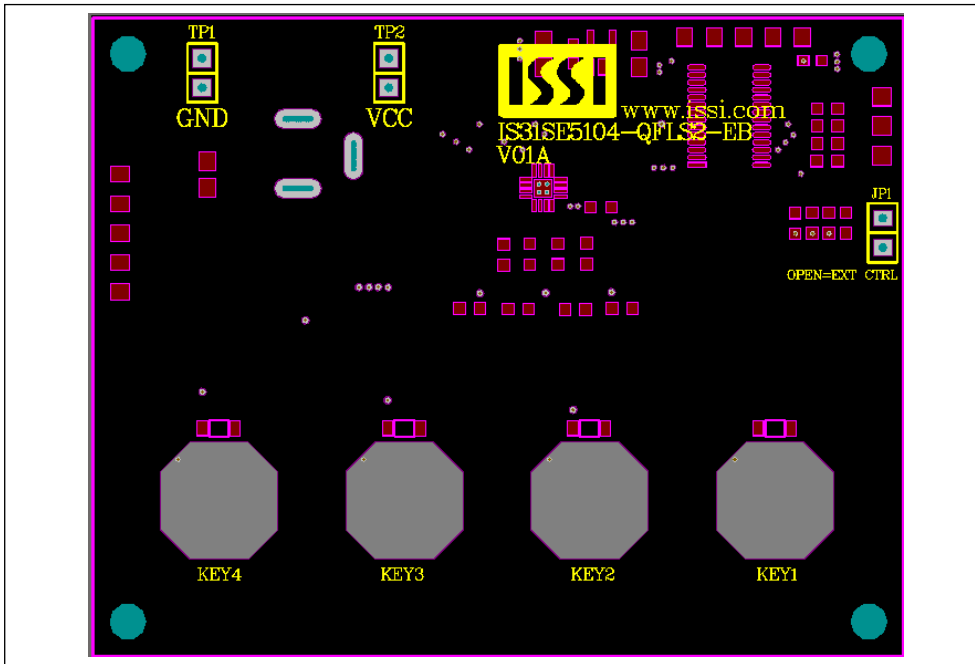 TP1
TP2
GND
VCC
ISSI
www.issi.com
IS31SE5104-QFLS2-EB
V01A
JP1
OPEN=EXT CTRL
KEY4
KEY3
KEY2
KEY1